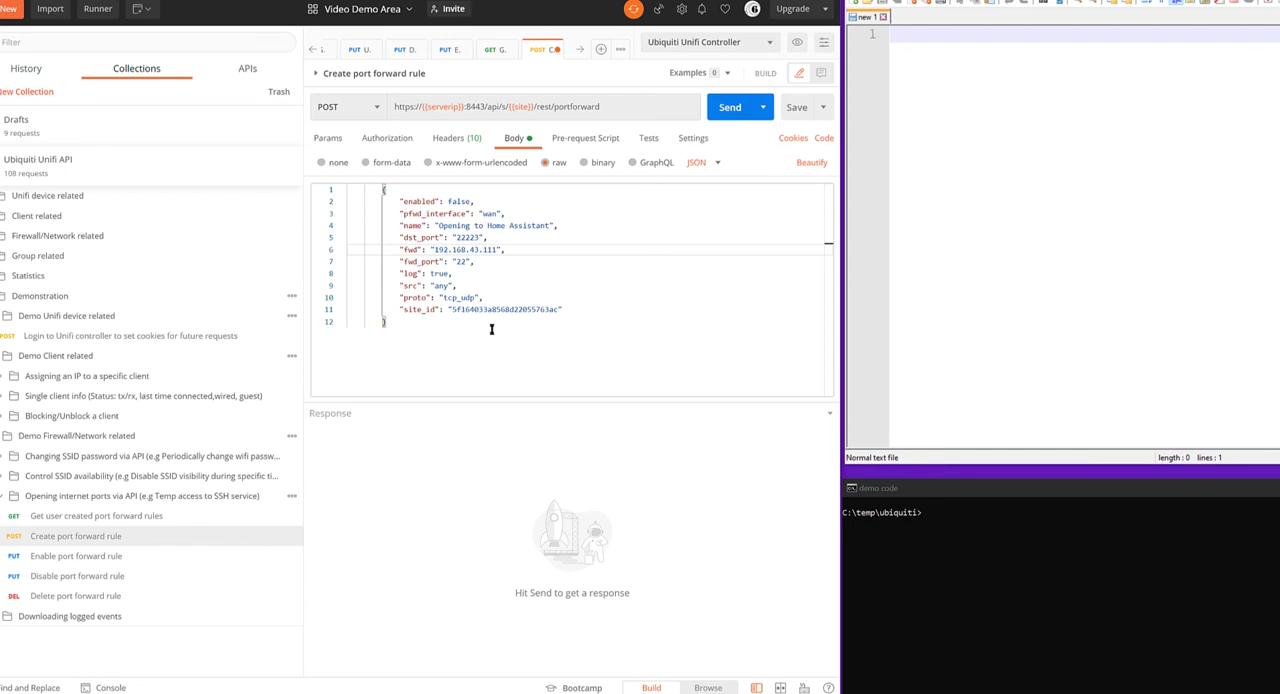 New Import Runner Video Demo Area Invite Upgrade
Filter
History Collections APIs
New Collection Trash
Drafts
9 requests
Ubiquiti Unifi API
108 requests
Unifi device related
Client related
Firewall/Network related
Group related
Statistics
Demonstration
Demo Unifi device related
POST Login to Unifi controller to set cookies for future requests
Demo Client related
Assigning an IP to a specific client
Single client info (Status: tx/rx, last time connected,wired, guest)
Blocking/Unblock a client
Demo Firewall/Network related
Changing SSID password via API (e.g Periodically change wifi passw...
Control SSID availability (e.g Disable SSID visibility during specific ti...
Opening internet ports via API (e.g Temp access to SSH service)
GET Get user created port forward rules
POST Create port forward rule
PUT Enable port forward rule
PUT Disable port forward rule
DEL Delete port forward rule
Downloading logged events
ind and Replace Console
PUT U. PUT D. PUT E. GET G. POST C. Ubiquiti Unifi Controller
Create port forward rule Examples 0 BUILD
POST https://{{serverip}}:8443/api/s/{{site}}/rest/portforward Send Save
Params Authorization Headers (10) Body Pre-request Script Tests Settings Cookies Code
none form-data x-www-form-urlencoded raw binary GraphQL JSON Beautify
1 {
2 "enabled": false,
3 "pfwd_interface": "wan",
4 "name": "Opening to Home Assistant",
5 "dst_port": "22223",
6 "fwd": "192.168.43.111",
7 "fwd_port": "22",
8 "log": true,
9 "src": "any",
10 "proto": "tcp_udp",
11 "site_id": "5f164033a8568d22055763ac"
12 }
Response
Hit Send to get a response
Bootcamp Build Browse
new 1
1
Normal text file length : 0 lines : 1
demo code
C:\temp\ubiquiti>